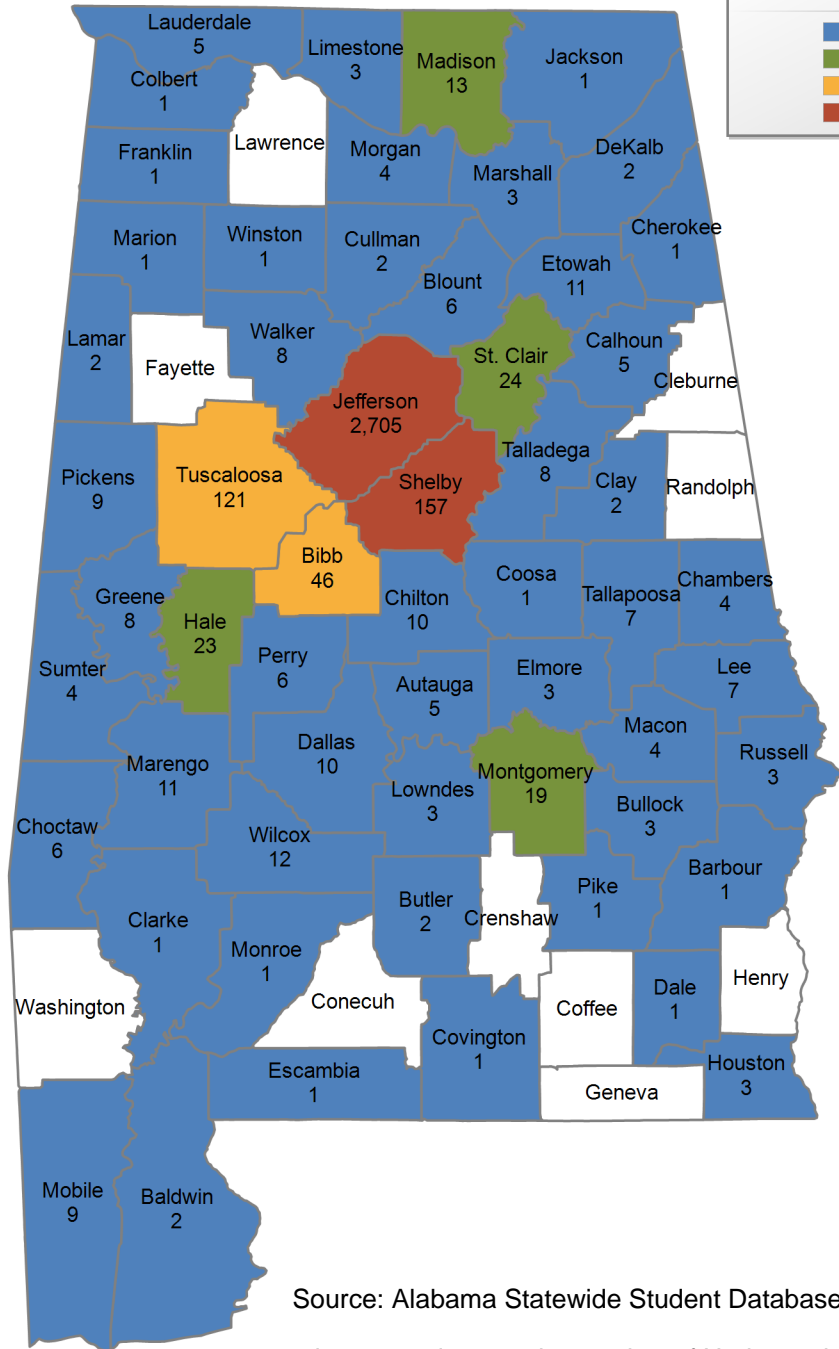 Lauderdale
5
Limestone
3
Madison
13
Jackson
1
Colbert
1
Lawrence
Franklin
1
Morgan
4
Marshall
3
DeKalb
2
Cherokee
1
Marion
1
Winston
1
Cullman
2
Blount
6
Etowah
11
Lamar
2
Fayette
Walker
8
St. Clair
24
Calhoun
5
Cleburne
Jefferson
2,705
Pickens
9
Tuscaloosa
121
Shelby
157
Talladega
8
Clay
2
Randolph
Bibb
46
Greene
8
Hale
23
Chilton
10
Coosa
1
Tallapoosa
7
Chambers
4
Sumter
4
Perry
6
Autauga
5
Elmore
3
Lee
7
Marengo
11
Dallas
10
Lowndes
3
Montgomery
19
Macon
4
Russell
3
Choctaw
6
Wilcox
12
Bullock
3
Barbour
1
Clarke
1
Monroe
1
Butler
2
Crenshaw
Pike
1
Washington
Conecuh
Covington
1
Coffee
Dale
1
Henry
Escambia
1
Geneva
Houston
3
Mobile
9
Baldwin
2
Source: Alabama Statewide Student Database